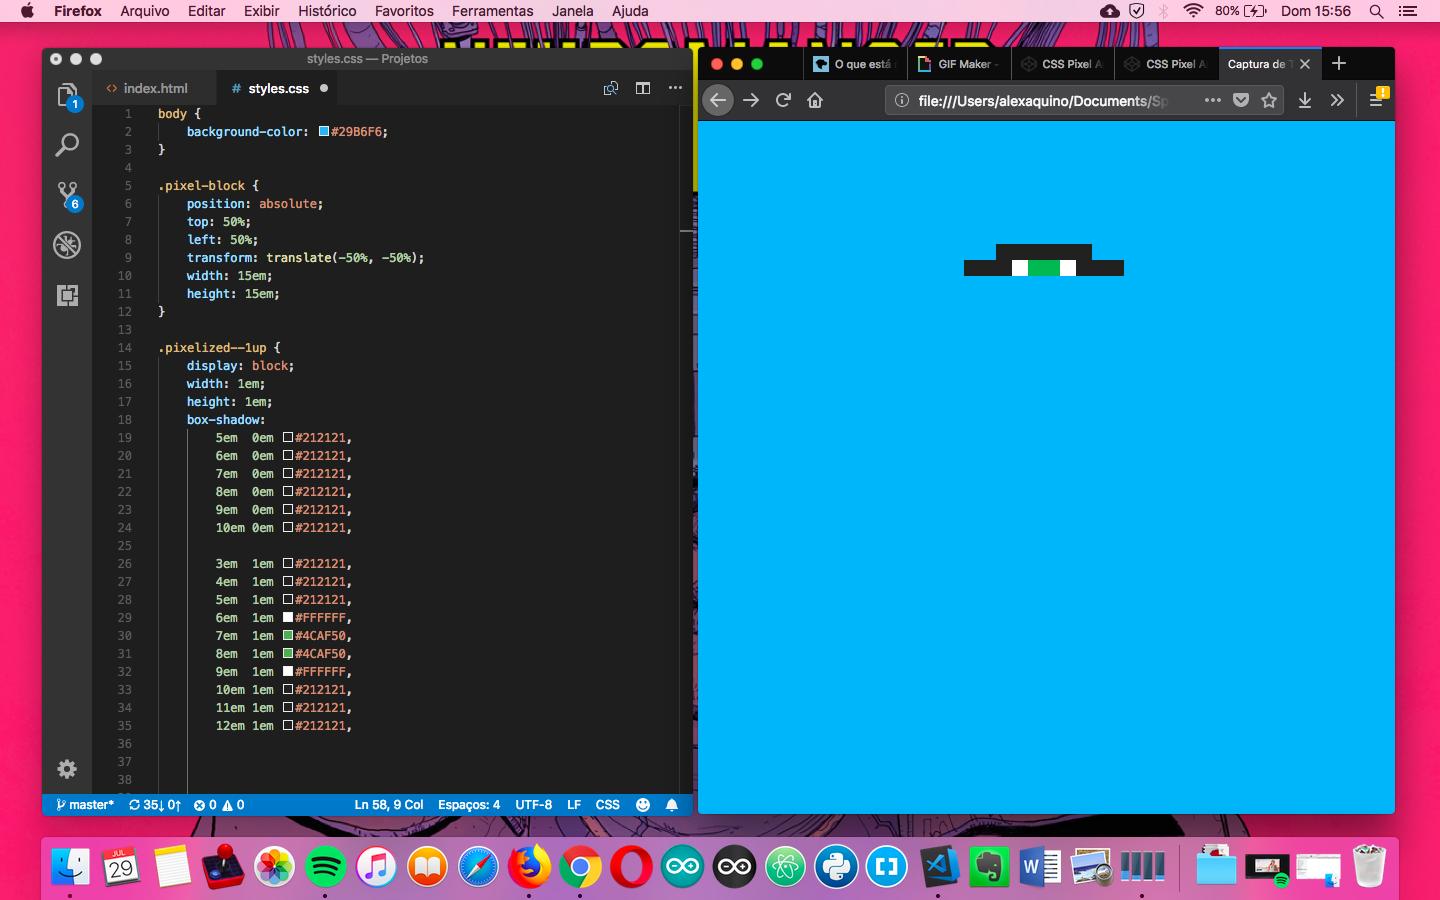 Firefox Arquivo Editar Exibir Histórico Favoritos Ferramentas Janela Ajuda 80% Dom 15:56
styles.css — Projetos
<> index.html # styles.css
1 body {
2 background-color: #29B6F6;
3 }
4
5 .pixel-block {
6 position: absolute;
7 top: 50%;
8 left: 50%;
9 transform: translate(-50%, -50%);
10 width: 15em;
11 height: 15em;
12 }
13
14 .pixelized--1up {
15 display: block;
16 width: 1em;
17 height: 1em;
18 box-shadow:
19 5em 0em #212121,
20 6em 0em #212121,
21 7em 0em #212121,
22 8em 0em #212121,
23 9em 0em #212121,
24 10em 0em #212121,
25
26 3em 1em #212121,
27 4em 1em #212121,
28 5em 1em #212121,
29 6em 1em #FFFFFF,
30 7em 1em #4CAF50,
31 8em 1em #4CAF50,
32 9em 1em #FFFFFF,
33 10em 1em #212121,
34 11em 1em #212121,
35 12em 1em #212121,
36
37
38
1
6
master* 35↓ 0↑ 0 0 Ln 58, 9 Col Espaços: 4 UTF-8 LF CSS
O que está GIF Maker - CSS Pixel A CSS Pixel A Captura de T
file:///Users/alexaquino/Documents/Sp
JUL
29